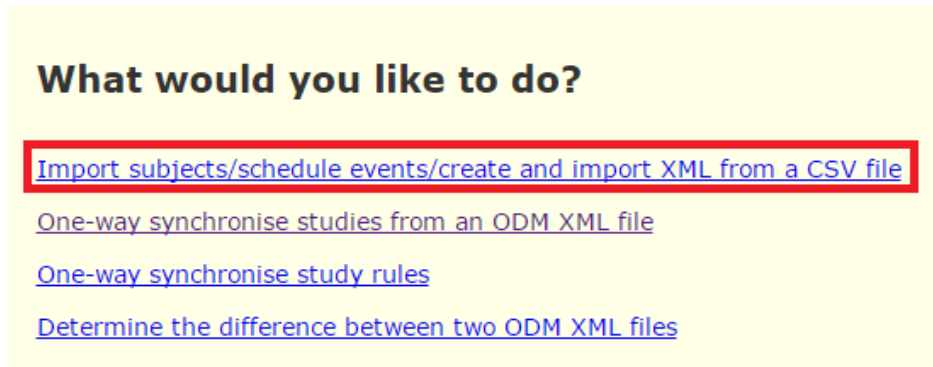 What would you like to do?
Import subjects/schedule events/create and import XML from a CSV file
One-way synchronise studies from an ODM XML file
One-way synchronise study rules
Determine the difference between two ODM XML files